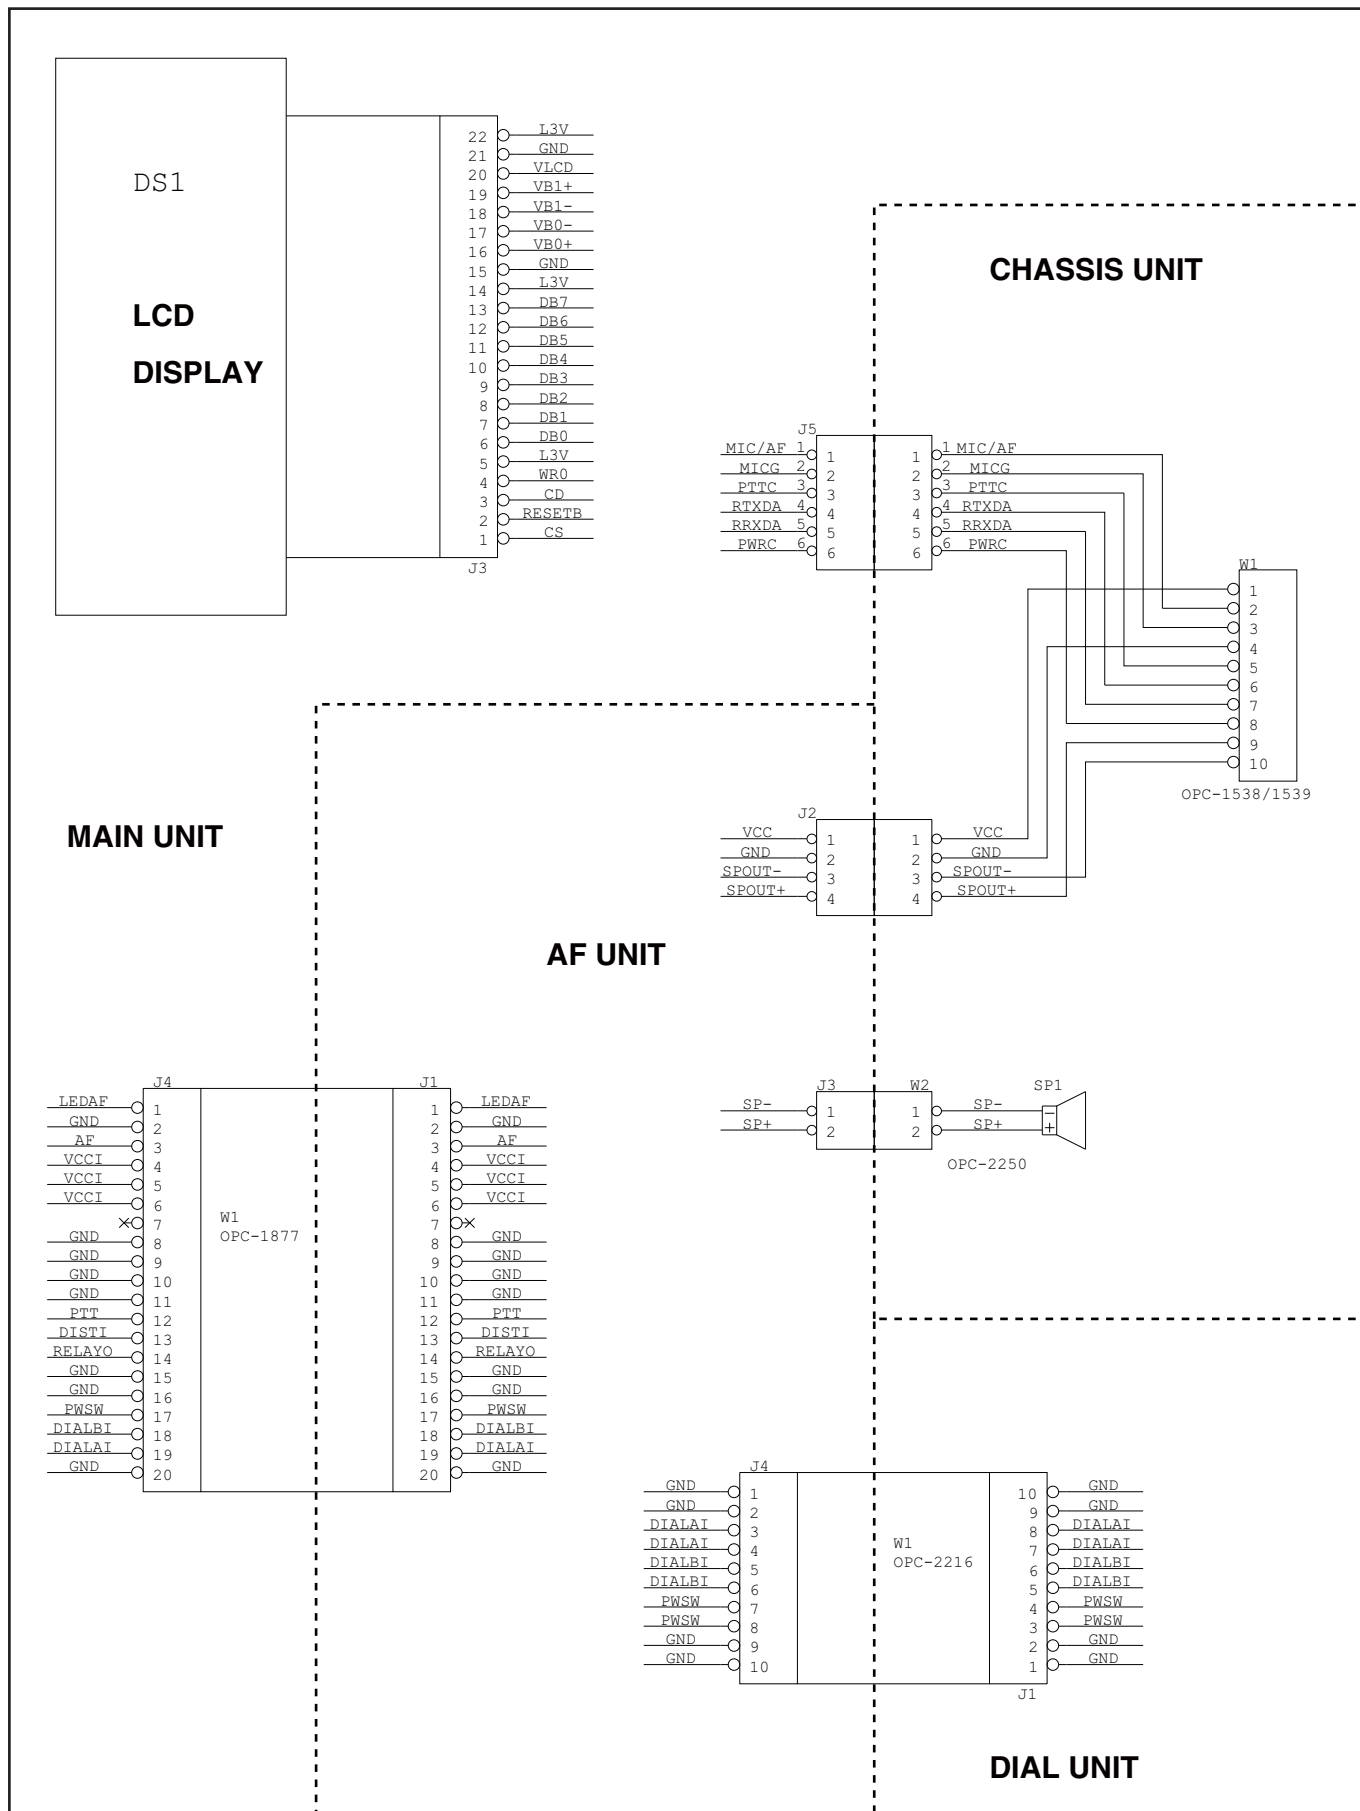 DS1
LCD
DISPLAY
22 L3V
21 GND
20 VLCD
19 VB1+
18 VB1-
17 VB0-
16 VB0+
15 GND
14 L3V
13 DB7
12 DB6
11 DB5
10 DB4
9 DB3
8 DB2
7 DB1
6 DB0
5 L3V
4 WR0
3 CD
2 RESETB
1 CS
J3
CHASSIS UNIT
J5
MIC/AF 1 1 1 1 MIC/AF
MICG 2 2 2 2 MICG
PTTC 3 3 3 3 PTTC
RTXDA 4 4 4 4 RTXDA
RRXDA 5 5 5 5 RRXDA
PWRC 6 6 6 6 PWRC
W1
1
2
3
4
5
6
7
8
9
10
OPC-1538/1539
MAIN UNIT
J2
VCC 1 1 VCC
GND 2 2 GND
SPOUT- 3 3 SPOUT-
SPOUT+ 4 4 SPOUT+
AF UNIT
J3 W2 SP1
SP- 1 1 SP- −
SP+ 2 2 SP+ +
OPC-2250
J4 J1
LEDAF 1 1 LEDAF
GND 2 2 GND
AF 3 3 AF
VCCI 4 4 VCCI
VCCI 5 5 VCCI
VCCI 6 6 VCCI
7 7
W1
OPC-1877
GND 8 8 GND
GND 9 9 GND
GND 10 10 GND
GND 11 11 GND
PTT 12 12 PTT
DISTI 13 13 DISTI
RELAYO 14 14 RELAYO
GND 15 15 GND
GND 16 16 GND
PWSW 17 17 PWSW
DIALBI 18 18 DIALBI
DIALAI 19 19 DIALAI
GND 20 20 GND
J4
GND 1 10 GND
GND 2 9 GND
DIALAI 3 8 DIALAI
DIALAI 4 7 DIALAI
W1
OPC-2216
DIALBI 5 6 DIALBI
DIALBI 6 5 DIALBI
PWSW 7 4 PWSW
PWSW 8 3 PWSW
GND 9 2 GND
GND 10 1 GND
J1
DIAL UNIT